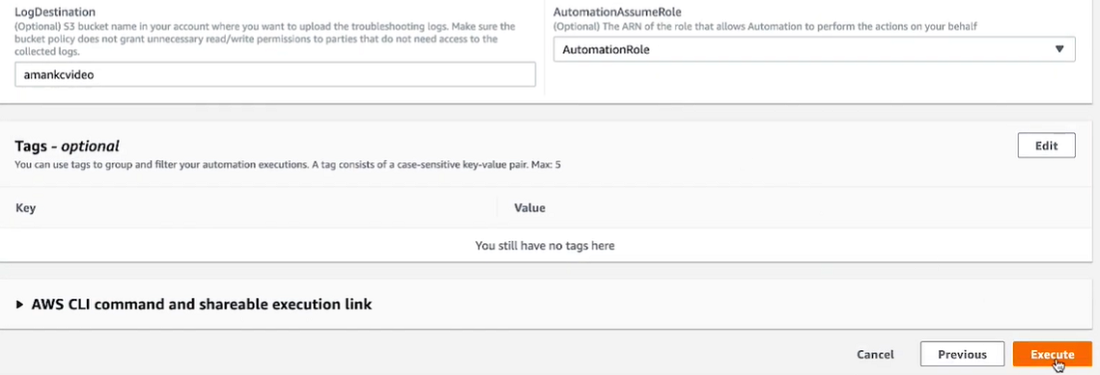 LogDestination
(Optional) S3 bucket name in your account where you want to upload the troubleshooting logs. Make sure the
bucket policy does not grant unnecessary read/write permissions to parties that do not need access to the
collected logs.
amankcvideo
AutomationAssumeRole
(Optional) The ARN of the role that allows Automation to perform the actions on your behalf
AutomationRole
Tags - optional
Edit
You can use tags to group and filter your automation executions. A tag consists of a case-sensitive key-value pair. Max: 5
Key Value
You still have no tags here
AWS CLI command and shareable execution link
Cancel Previous Execute